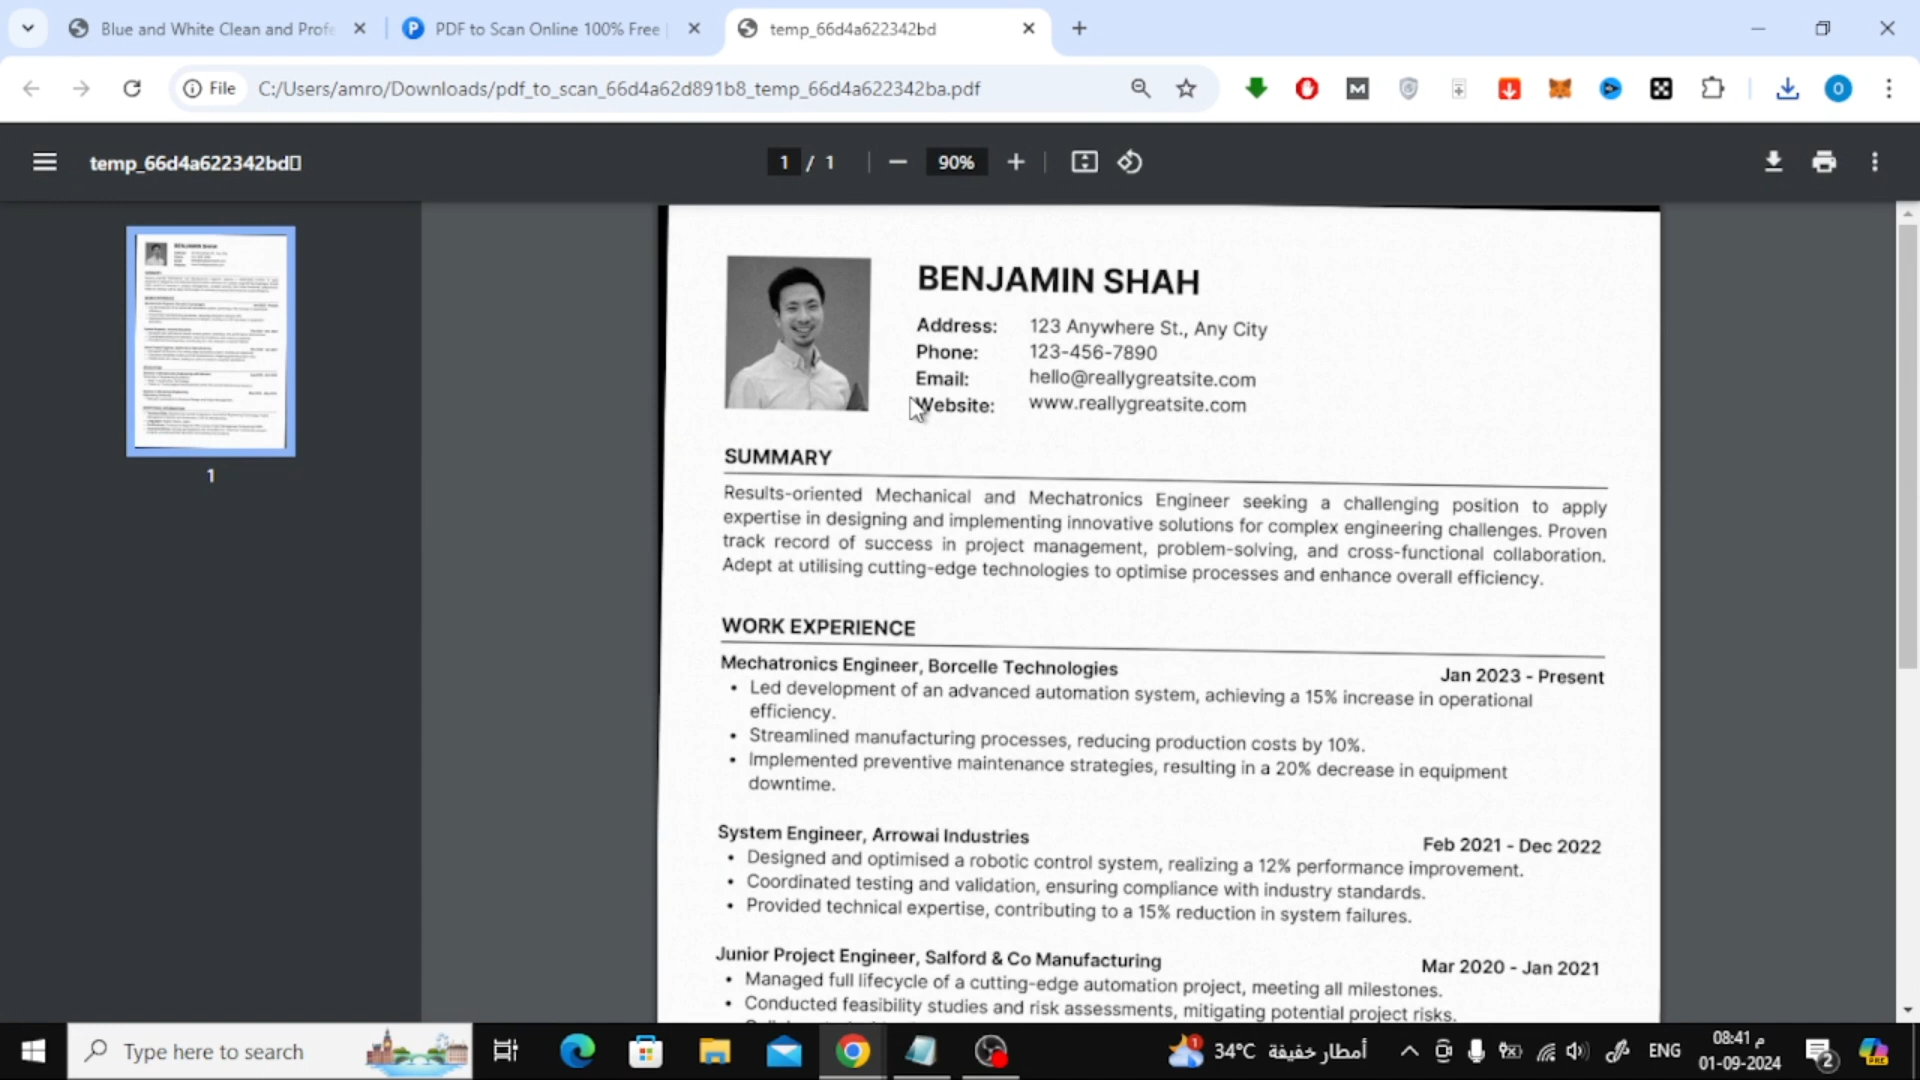 Blue and White Clean and Profe
PDF to Scan Online 100% Free
temp_66d4a622342bd
File
C:/Users/amro/Downloads/pdf_to_scan_66d4a62d891b8_temp_66d4a622342ba.pdf
temp_66d4a622342bd
1 / 1
90%
1
BENJAMIN SHAH
Address: 123 Anywhere St., Any City
Phone: 123-456-7890
Email: hello@reallygreatsite.com
Website: www.reallygreatsite.com
SUMMARY
Results-oriented Mechanical and Mechatronics Engineer seeking a challenging position to apply
expertise in designing and implementing innovative solutions for complex engineering challenges. Proven
track record of success in project management, problem-solving, and cross-functional collaboration.
Adept at utilising cutting-edge technologies to optimise processes and enhance overall efficiency.
WORK EXPERIENCE
Mechatronics Engineer, Borcelle Technologies Jan 2023 - Present
• Led development of an advanced automation system, achieving a 15% increase in operational
efficiency.
• Streamlined manufacturing processes, reducing production costs by 10%.
• Implemented preventive maintenance strategies, resulting in a 20% decrease in equipment
downtime.
System Engineer, Arrowai Industries Feb 2021 - Dec 2022
• Designed and optimised a robotic control system, realizing a 12% performance improvement.
• Coordinated testing and validation, ensuring compliance with industry standards.
• Provided technical expertise, contributing to a 15% reduction in system failures.
Junior Project Engineer, Salford & Co Manufacturing Mar 2020 - Jan 2021
• Managed full lifecycle of a cutting-edge automation project, meeting all milestones.
• Conducted feasibility studies and risk assessments, mitigating potential project risks.
Type here to search
34°C أمطار خفيفة
ENG
08:41 م
01-09-2024
2